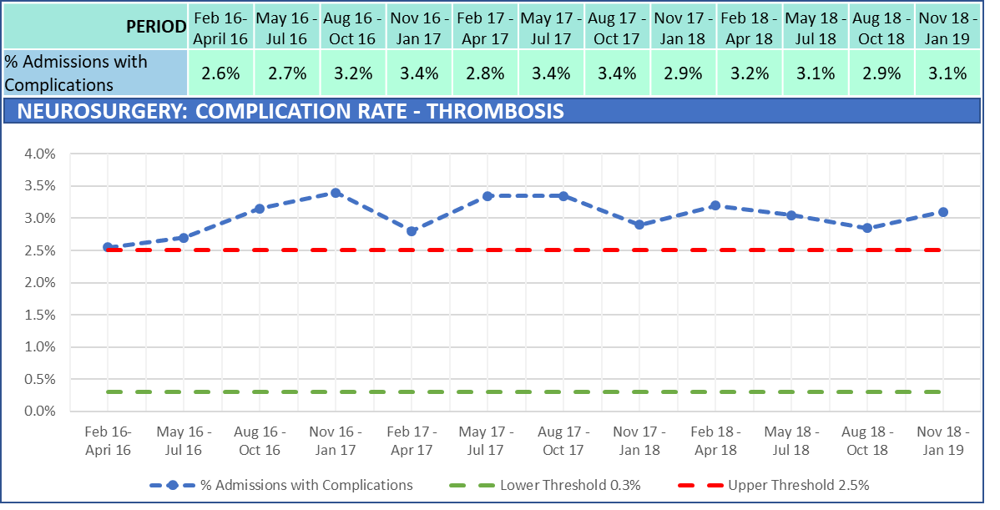 PERIOD Feb 16- May 16 - Aug 16 - Nov 16 - Feb 17 - May 17 - Aug 17 - Nov 17 - Feb 18 - May 18 - Aug 18 - Nov 18 -
April 16 Jul 16 Oct 16 Jan 17 Apr 17 Jul 17 Oct 17 Jan 18 Apr 18 Jul 18 Oct 18 Jan 19
% Admissions with
Complications 2.6% 2.7% 3.2% 3.4% 2.8% 3.4% 3.4% 2.9% 3.2% 3.1% 2.9% 3.1%
NEUROSURGERY: COMPLICATION RATE - THROMBOSIS
4.0%
3.5%
3.0%
2.5%
2.0%
1.5%
1.0%
0.5%
0.0%
Feb 16- May 16 - Aug 16 - Nov 16 - Feb 17 - May 17 - Aug 17 - Nov 17 - Feb 18 - May 18 - Aug 18 - Nov 18 -
Apri 16 Jul 16 Oct 16 Jan 17 Apr 17 Jul 17 Oct 17 Jan 18 Apr 18 Jul 18 Oct 18 Jan 19
% Admissions with Complications Lower Threshold 0.3% Upper Threshold 2.5%